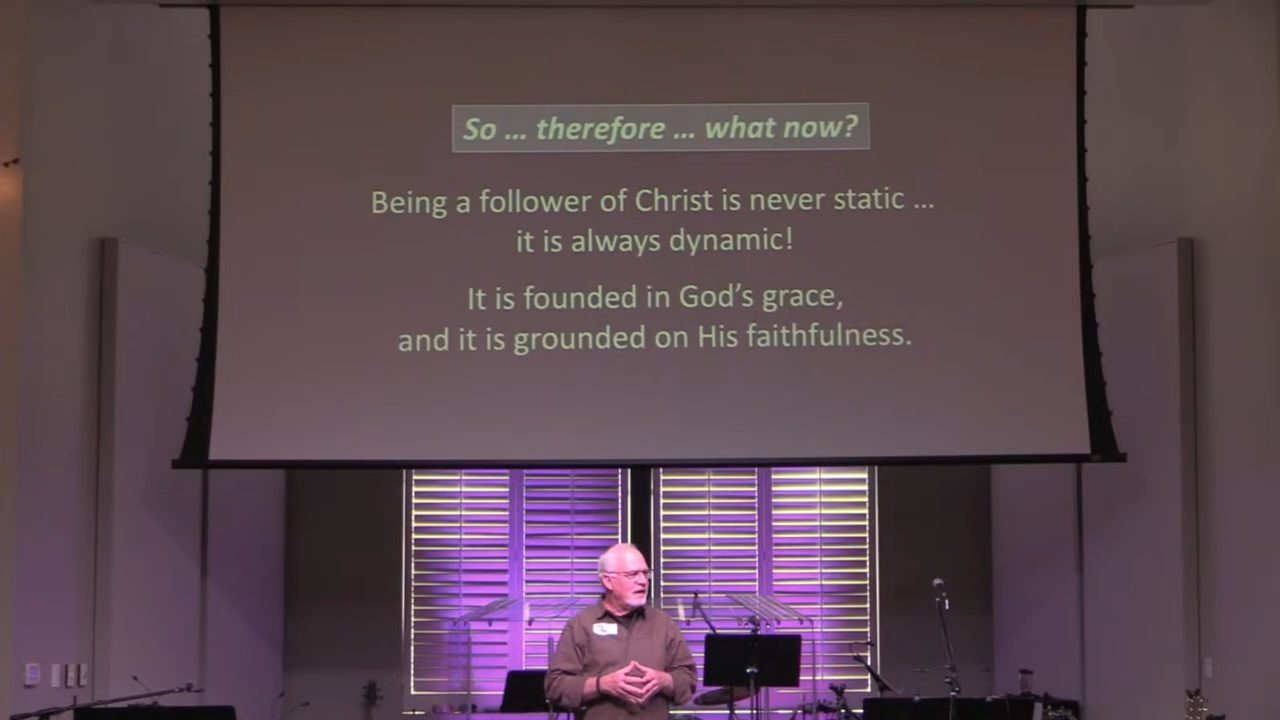 So ... therefore ... what now?
Being a follower of Christ is never static ...
it is always dynamic!
It is founded in God's grace,
and it is grounded on His faithfulness.